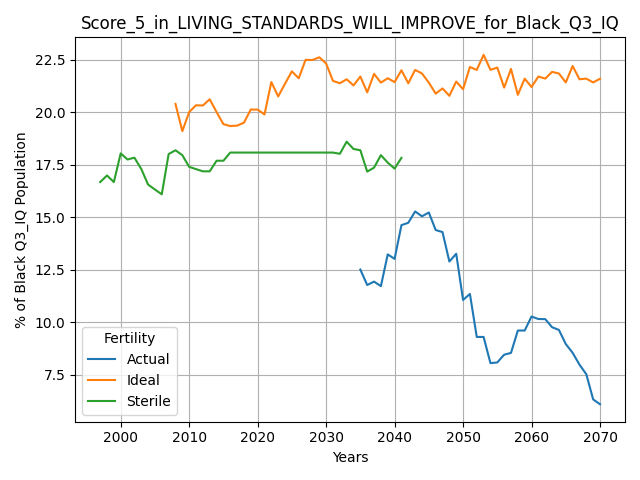 Score_5_in_LIVING_STANDARDS_WILL_IMPROVE_for_Black_Q3_IQ
% of Black Q3_IQ Population
22.5
20.0
17.5
15.0
12.5
10.0
7.5
Fertility
Actual
Ideal
Sterile
2000 2010 2020 2030 2040 2050 2060 2070
Years